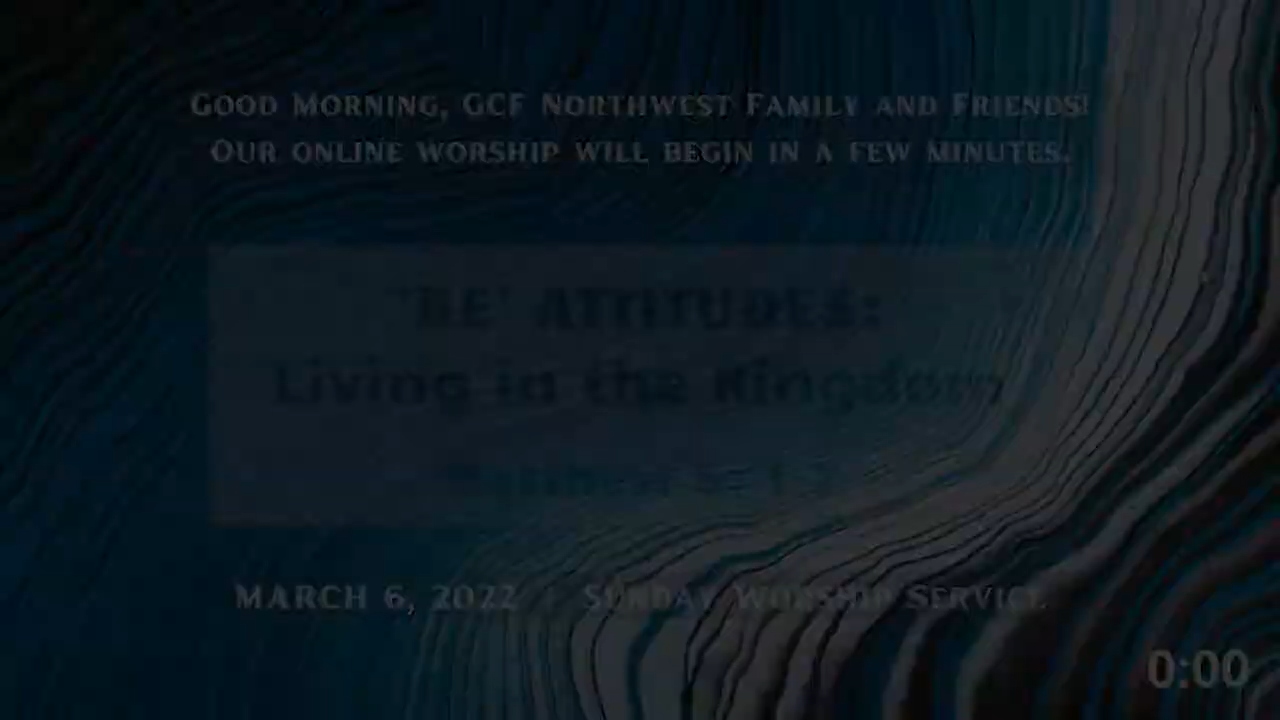 GOOD MORNING, GCF NORTHWEST FAMILY AND FRIENDS!
OUR ONLINE WORSHIP WILL BEGIN IN A FEW MINUTES.
'BE' ATTITUDES:
Living in the Kingdom
MARCH 6, 2022 | SUNDAY WORSHIP SERVICE
0:00